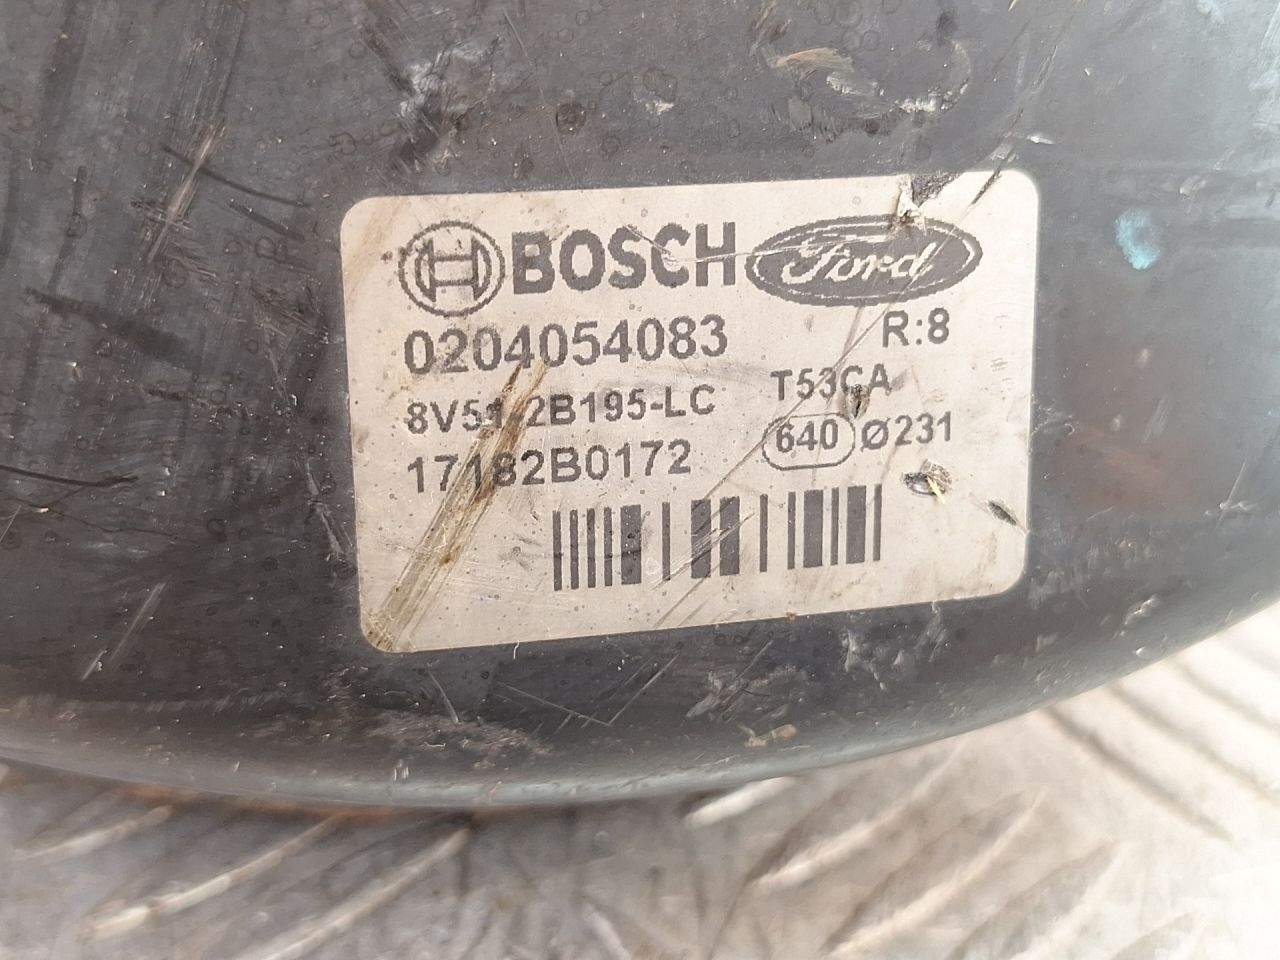 BOSCH Ford
0204054083 R:8
8V51-2B195-LC T53CA
17182B0172 640 Ø231